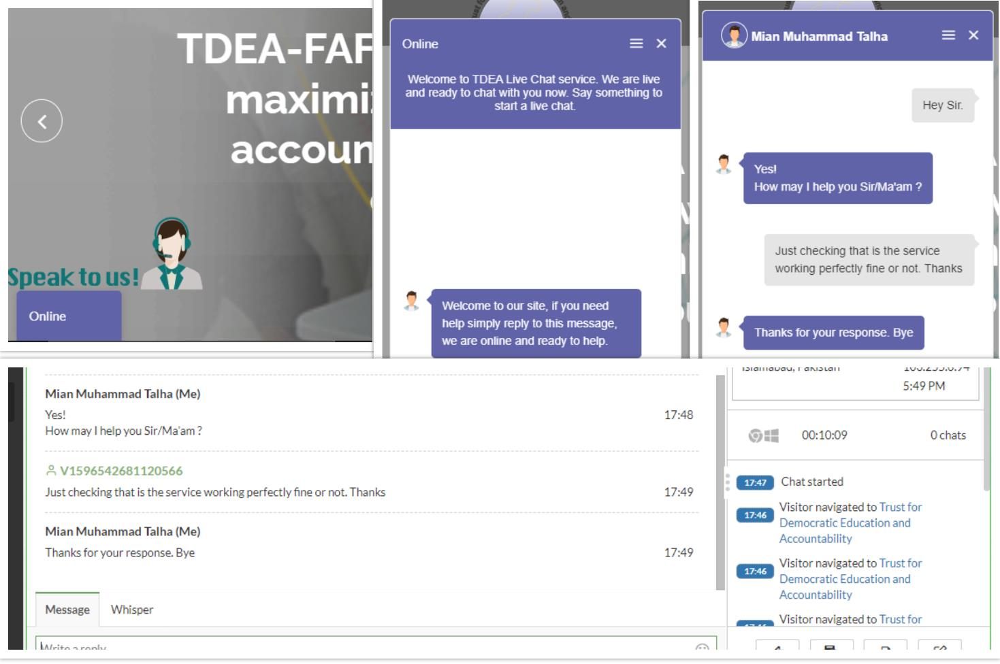 TDEA-FAF
maximi
accoun
Speak to us!
Online
Online
Welcome to TDEA Live Chat service. We are live
and ready to chat with you now. Say something to
start a live chat.
Welcome to our site, if you need
help simply reply to this message,
we are online and ready to help.
Mian Muhammad Talha
Hey Sir.
Yes!
How may I help you Sir/Ma'am ?
Just checking that is the service
working perfectly fine or not. Thanks
Thanks for your response. Bye
Mian Muhammad Talha (Me)
Yes! 17:48
How may I help you Sir/Ma'am ?
V1596542681120566
Just checking that is the service working perfectly fine or not. Thanks 17:49
Mian Muhammad Talha (Me)
Thanks for your response. Bye 17:49
Message Whisper
Write a reply
Islamabad, Pakistan
5:49 PM
00:10:09 0 chats
17:47 Chat started
17:46 Visitor navigated to Trust for
Democratic Education and
Accountability
17:46 Visitor navigated to Trust for
Democratic Education and
Accountability
17:46 Visitor navigated to Trust for